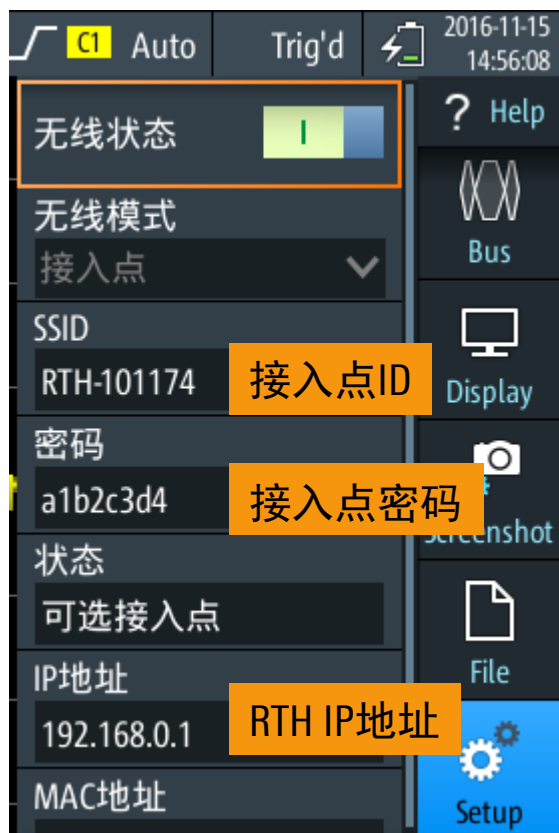 C1 Auto Trig'd 2016-11-15
14:56:08
无线状态
I
? Help
无线模式
接入点
Bus
SSID
RTH-101174
接入点ID
Display
密码
a1b2c3d4
接入点密码
Screenshot
状态
可选接入点
File
IP地址
192.168.0.1
RTH IP地址
MAC地址
Setup